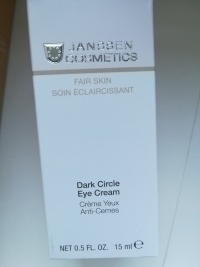 JANSSEN
COSMETICS
FAIR SKIN
SOIN ECLAIRCISSANT
Dark Circle
Eye Cream
Crème Yeux
Anti-Cernes
NET 0.5 FL. OZ. 15 ml ℮